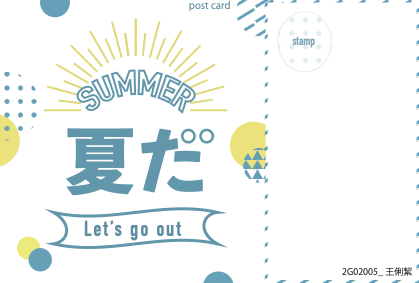 post card
stamp
SUMMER
夏だ
Let's go out
2G02005_ 王俐絜